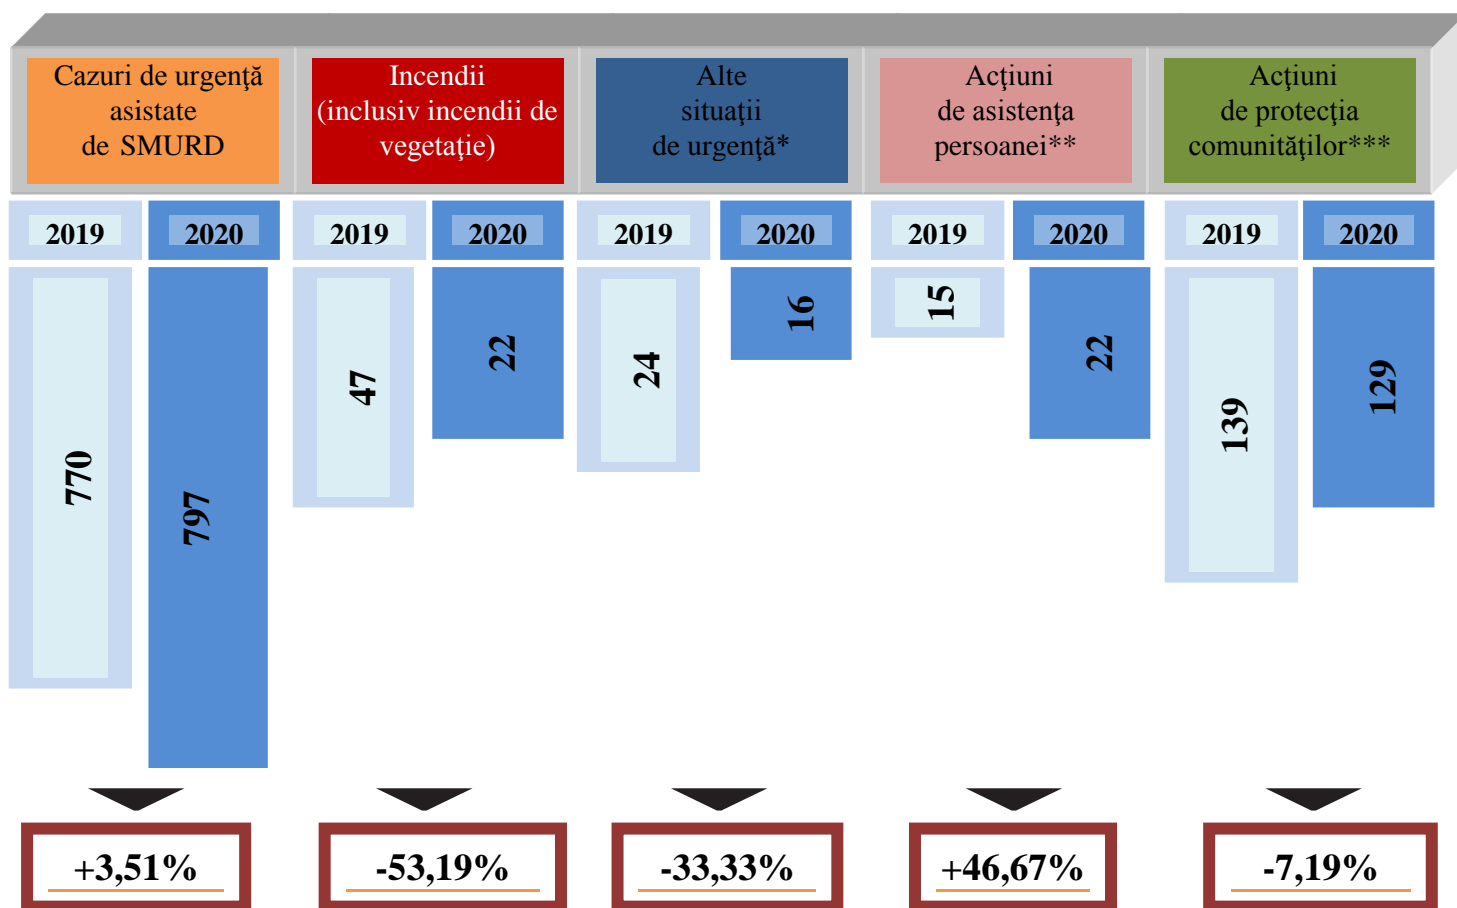 Cazuri de urgenţă
asistate
de SMURD
Incendii
(inclusiv incendii de
vegetaţie)
Alte
situaţii
de urgenţă*
Acţiuni
de asistenţa
persoanei**
Acţiuni
de protecţia
comunităţilor***
2019
2020
2019
2020
2019
2020
2019
2020
2019
2020
770
797
47
22
24
16
15
22
139
129
+3,51%
-53,19%
-33,33%
+46,67%
-7,19%